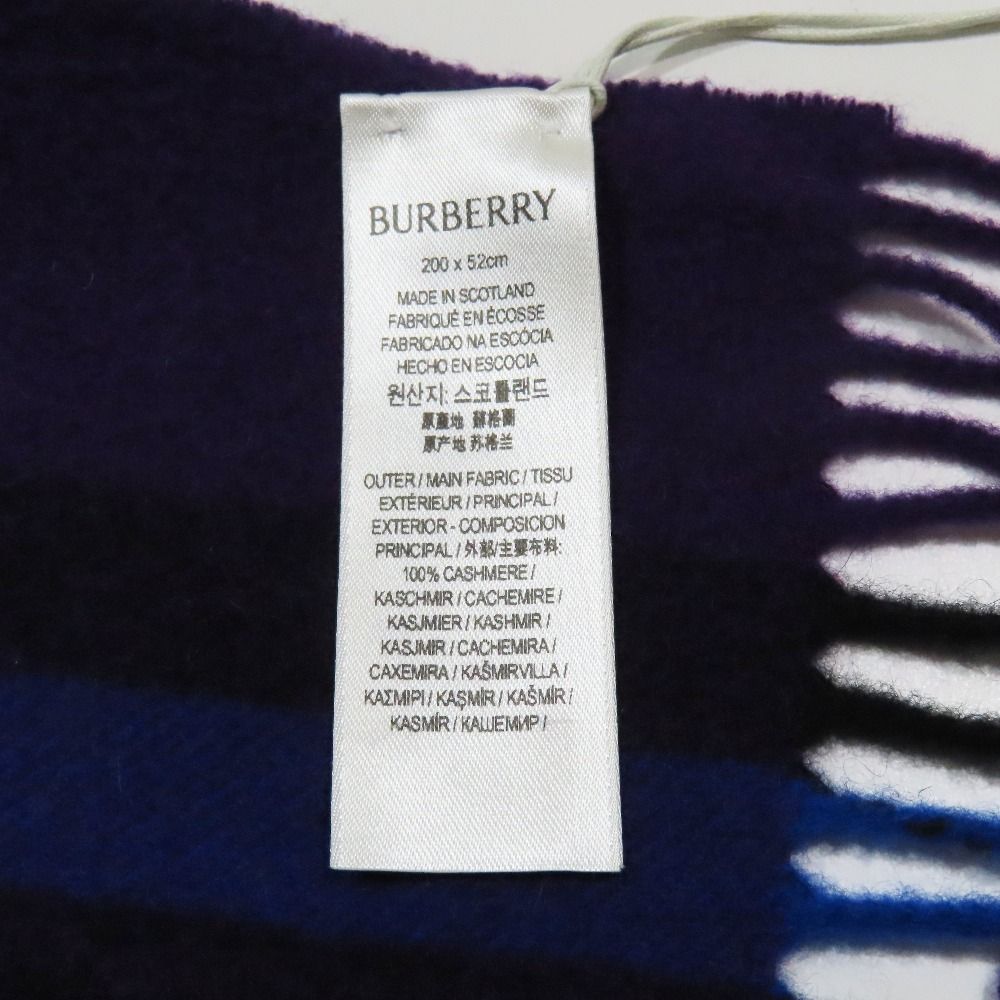 BURBERRY
200 x 52cm
MADE IN SCOTLAND
FABRIQUÉ EN ÉCOSSE
FABRICADO NA ESCÓCIA
HECHO EN ESCOCIA
원산지: 스코틀랜드
原產地 蘇格蘭
原产地 苏格兰
OUTER / MAIN FABRIC / TISSU
EXTÉRIEUR / PRINCIPAL /
EXTERIOR - COMPOSICION
PRINCIPAL / 外部/主要布料:
100% CASHMERE /
KASCHMIR / CACHEMIRE /
KASJMIER / KASHMIR /
KASJMIR / CACHEMIRA /
CAXEMIRA / KAŠMIRVILLA /
ΚΑΣΜΙΡΙ / KAŞMİR / KAŠMÍR /
KASMÍR / КАШЕМИР /